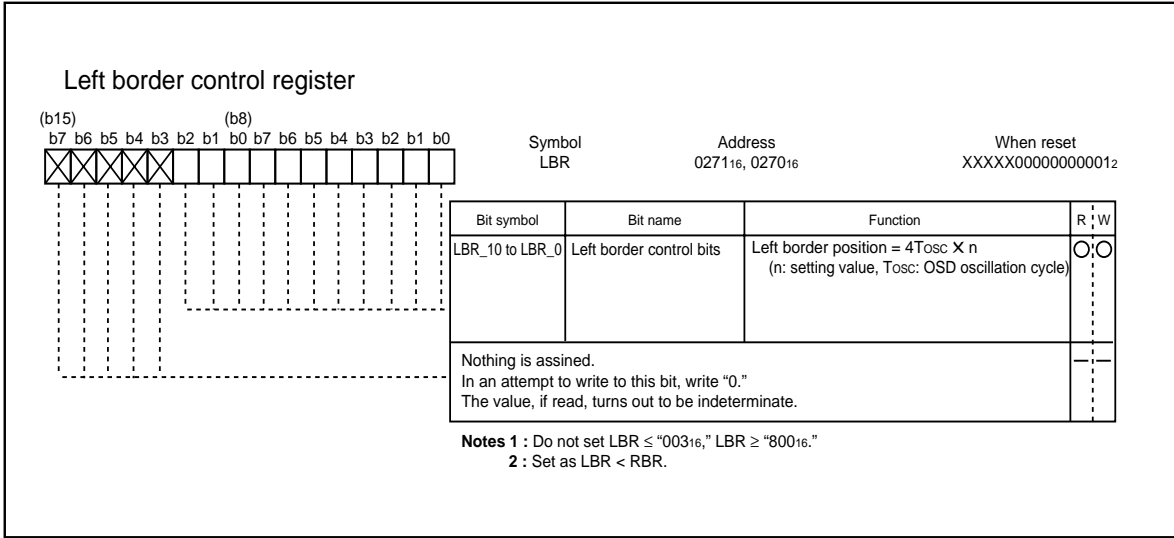 Left border control register
(b15) (b8)
b7 b6 b5 b4 b3 b2 b1 b0 b7 b6 b5 b4 b3 b2 b1 b0
Symbol Address When reset
LBR 0271₁₆, 0270₁₆ XXXXX00000000001₂
Bit symbol Bit name Function R W
LBR_10 to LBR_0 Left border control bits Left border position = 4Tosc X n
(n: setting value, Tosc: OSD oscillation cycle)
Nothing is assined.
In an attempt to write to this bit, write “0.”
The value, if read, turns out to be indeterminate.
Notes 1 : Do not set LBR ≤ “003₁₆,” LBR ≥ “800₁₆.”
2 : Set as LBR < RBR.